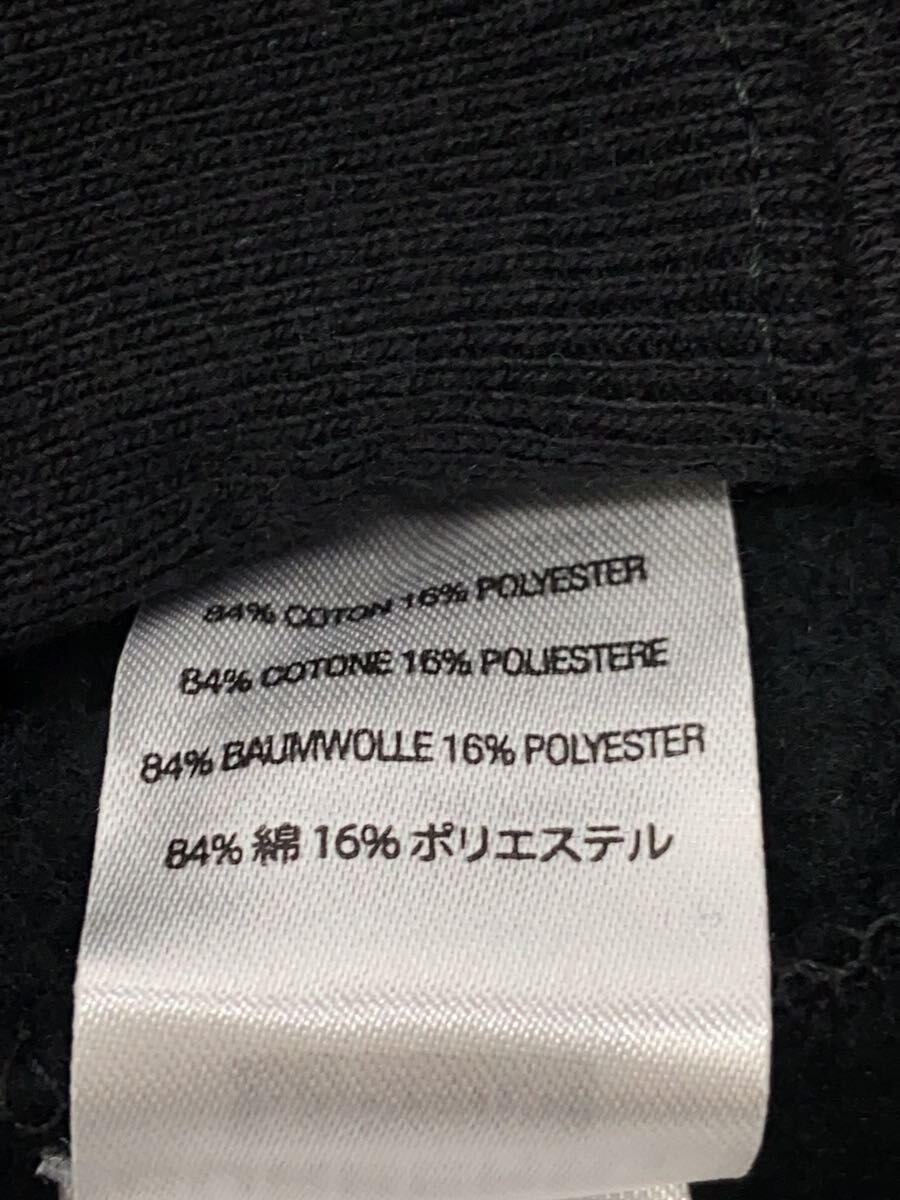 84% COTON 16% POLYESTER
84% COTONE 16% POLIESTERE
84% BAUMWOLLE 16% POLYESTER
84% 綿 16% ポリエステル